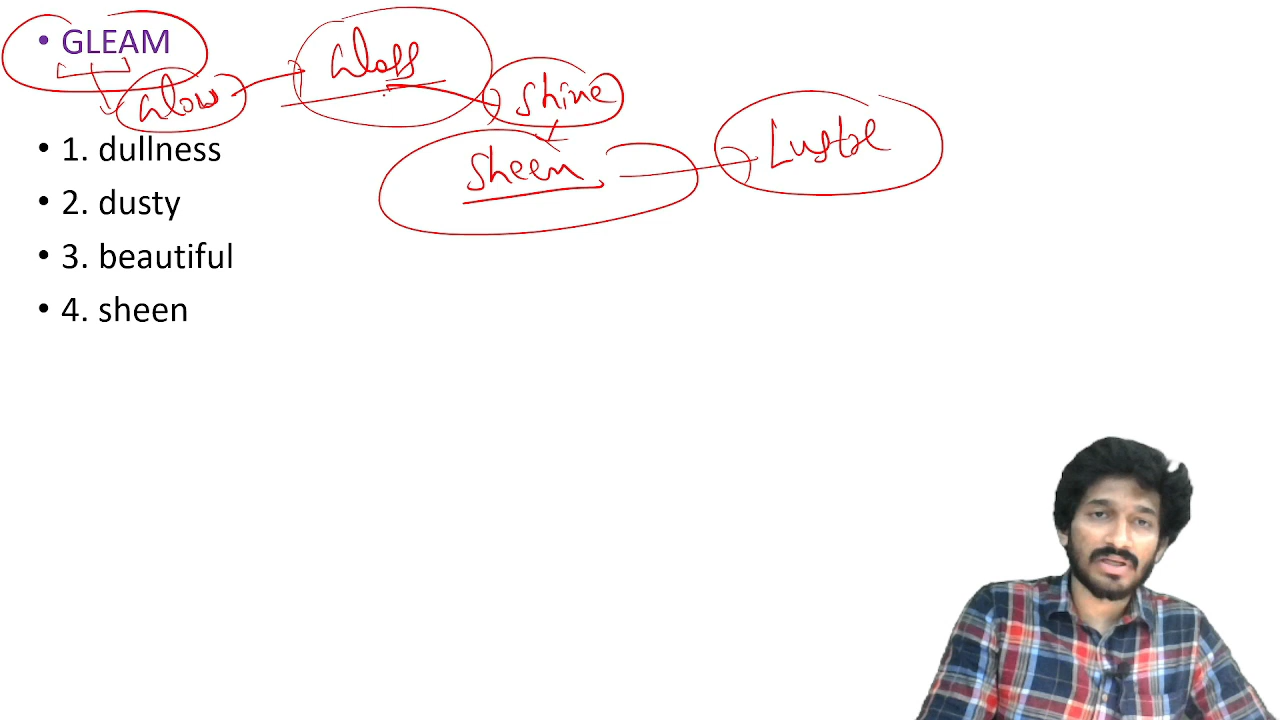 • GLEAM
Glow
Gloss
Shine
Sheen
Lustre
• 1. dullness
• 2. dusty
• 3. beautiful
• 4. sheen